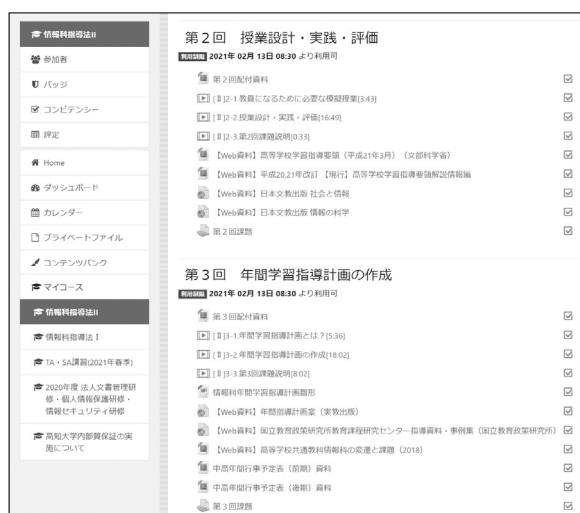 情報科指導法II
参加者
バッジ
コンピテンシー
評定
Home
ダッシュボード
カレンダー
プライベートファイル
コンテンツバンク
マイコース
情報科指導法II
情報科指導法 I
TA・SA講習(2021年春季)
2020年度 法人文書管理研
修・個人情報保護研修・
情報セキュリティ研修
高知大学内部質保証の実
施について
第2回 授業設計・実践・評価
利用制限 2021年 02月 13日 08:30 より利用可
第2回配付資料
[Ⅱ]2-1.教員になるために必要な模擬授業[3:43]
[Ⅱ]2-2.授業設計・実践・評価[16:49]
[Ⅱ]2-3.第2回課題説明[0:33]
【Web資料】高等学校学習指導要領（平成21年3月）（文部科学省）
【Web資料】平成20,21年改訂 【現行】高等学校学習指導要領解説情報編
【Web資料】日本文教出版 社会と情報
【Web資料】日本文教出版 情報の科学
第2回課題
第3回 年間学習指導計画の作成
利用制限 2021年 02月 13日 08:30 より利用可
第3回配付資料
[Ⅱ]3-1.年間学習指導計画とは？[5:36]
[Ⅱ]3-2.年間学習指導計画の作成[18:02]
[Ⅱ]3-3.第3回課題説明[8:02]
情報科年間学習指導計画雛形
【Web資料】年間指導計画案（実教出版）
【Web資料】国立教育政策研究所教育課程研究センター指導資料・事例集（国立教育政策研究所）
【Web資料】高等学校共通教科情報科の変遷と課題（2018）
中高年間行事予定表（前期）資料
中高年間行事予定表（後期）資料
第3回課題